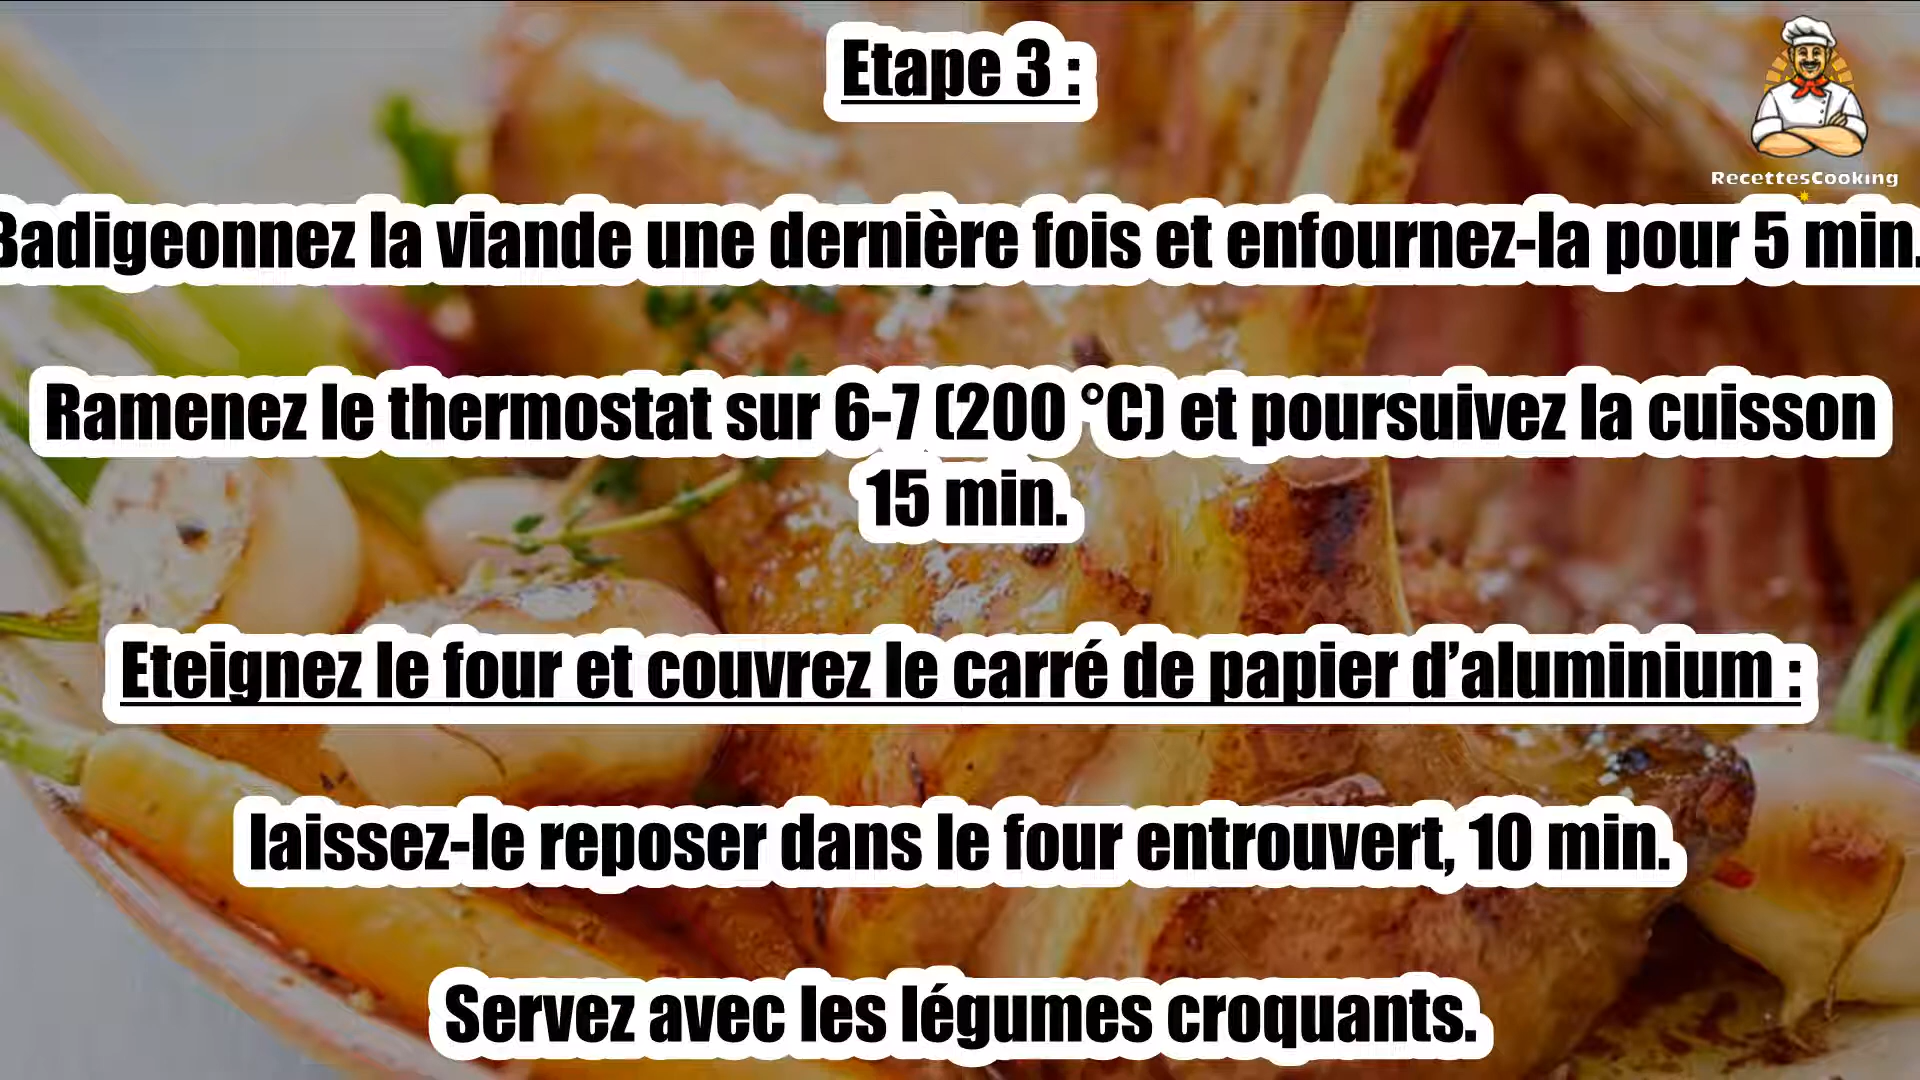 Etape 3 :
RecettesCooking
Badigeonnez la viande une dernière fois et enfournez-la pour 5 min.
Ramenez le thermostat sur 6-7 (200 °C) et poursuivez la cuisson
15 min.
Eteignez le four et couvrez le carré de papier d’aluminium :
laissez-le reposer dans le four entrouvert, 10 min.
Servez avec les légumes croquants.